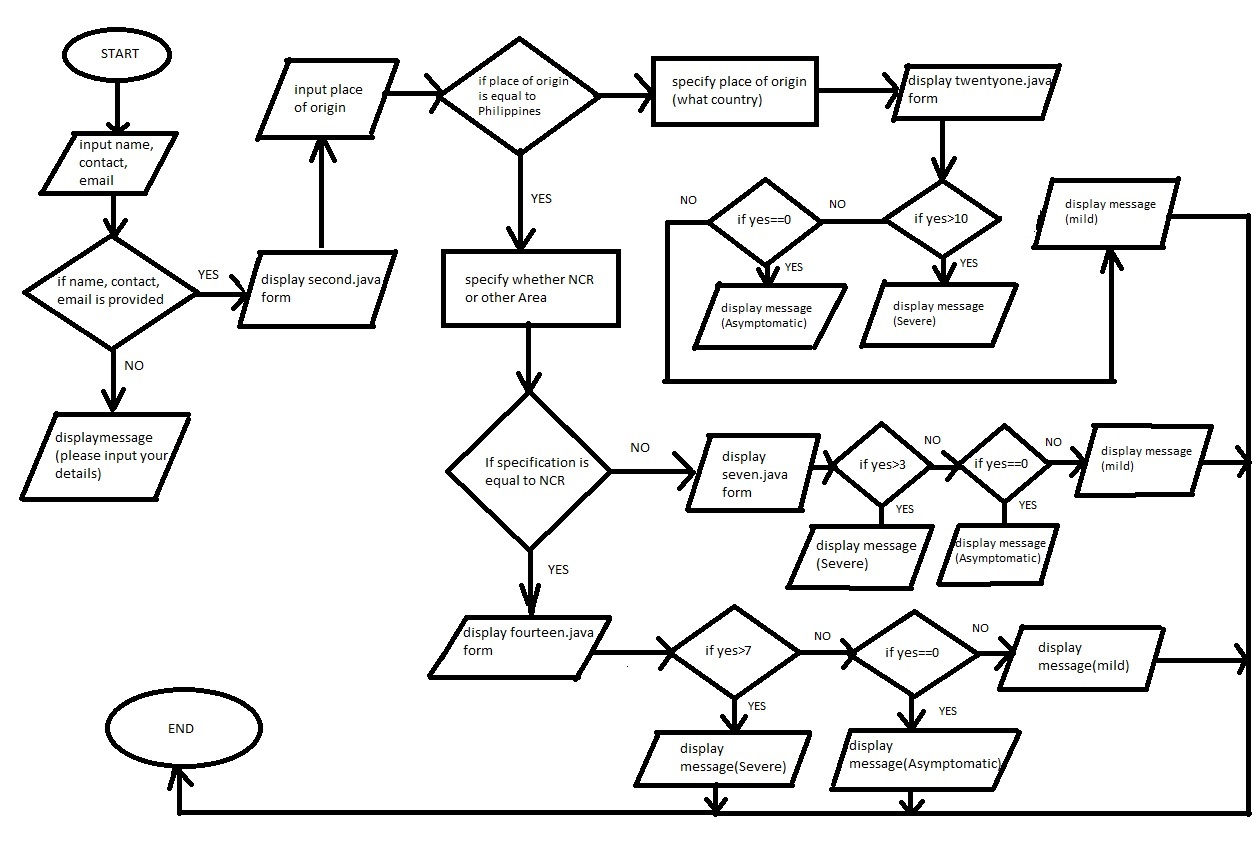 START
input name,
contact,
email
if name, contact,
email is provided
YES
NO
displaymessage
(please input your
details)
display second.java
form
input place
of origin
if place of origin
is equal to
Philippines
YES
specify place of origin
(what country)
display twentyone.java
form
if yes>10
NO
YES
if yes==0
NO
YES
display message
(Asymptomatic)
display message
(Severe)
display message
(mild)
specify whether NCR
or other Area
If specification is
equal to NCR
NO
YES
display
seven.java
form
if yes>3
NO
YES
if yes==0
NO
YES
display message
(mild)
display message
(Severe)
display message
(Asymptomatic)
display fourteen.java
form
if yes>7
NO
YES
if yes==0
NO
YES
display
message(mild)
display
message(Severe)
display
message(Asymptomatic)
END